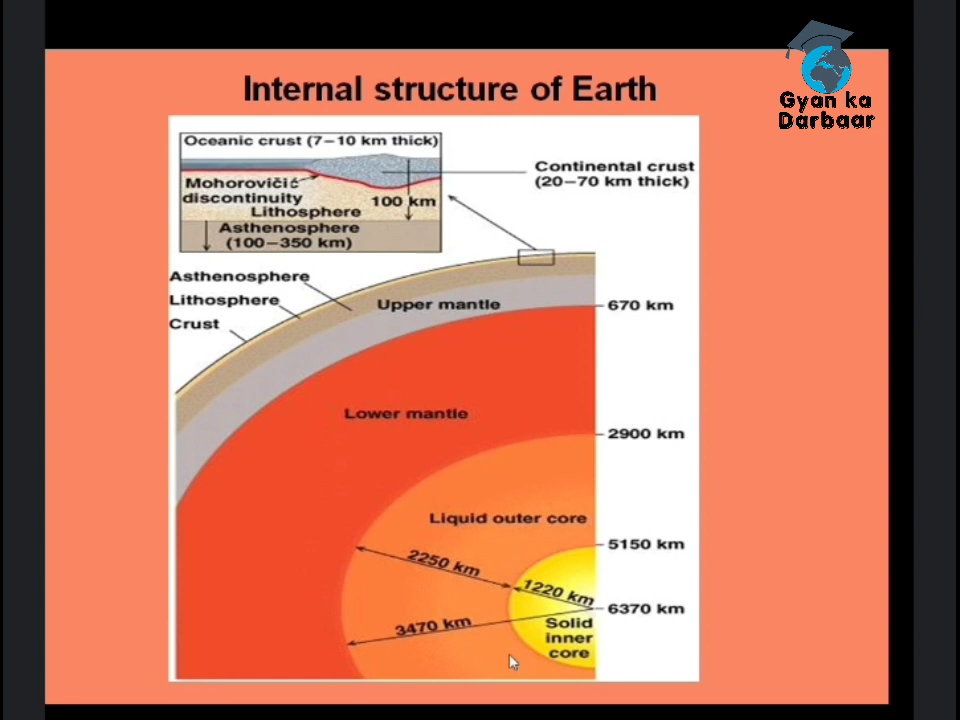 Gyan ka
Darbaar
Internal structure of Earth
Oceanic crust (7–10 km thick)
Continental crust
(20–70 km thick)
Mohorovičić
discontinuity
100 km
Lithosphere
Asthenosphere
(100–350 km)
Asthenosphere
Lithosphere
Crust
Upper mantle
670 km
Lower mantle
2900 km
Liquid outer core
5150 km
2250 km
1220 km
6370 km
3470 km
Solid
inner
core